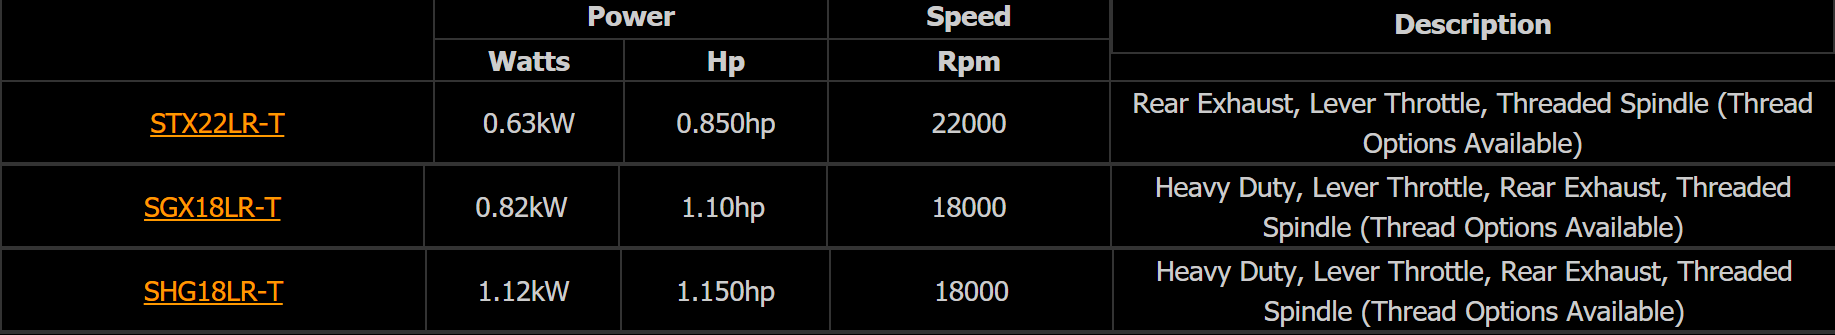 Power Speed Description
Watts Hp Rpm
STX22LR-T 0.63kW 0.850hp 22000 Rear Exhaust, Lever Throttle, Threaded Spindle (Thread
Options Available)
SGX18LR-T 0.82kW 1.10hp 18000 Heavy Duty, Lever Throttle, Rear Exhaust, Threaded
Spindle (Thread Options Available)
SHG18LR-T 1.12kW 1.150hp 18000 Heavy Duty, Lever Throttle, Rear Exhaust, Threaded
Spindle (Thread Options Available)